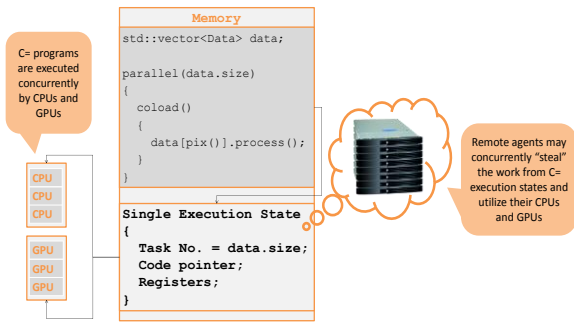 Memory
std::vector<Data> data;
parallel(data.size)
{
coload()
{
data[pix()].process();
}
}
Single Execution State
{
Task No. = data.size;
Code pointer;
Registers;
}
C= programs
are executed
concurrently
by CPUs and
GPUs
CPU
CPU
CPU
GPU
GPU
GPU
Remote agents may
concurrently “steal”
the work from C=
execution states and
utilize their CPUs
and GPUs